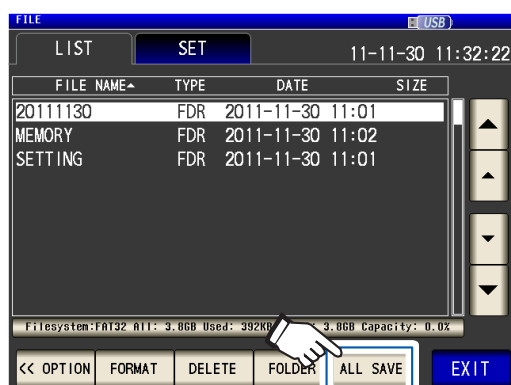 FILE USB
LIST SET 11-11-30 11:32:22
FILE NAME TYPE DATE SIZE
20111130 FDR 2011-11-30 11:01
MEMORY FDR 2011-11-30 11:02
SETTING FDR 2011-11-30 11:01
Filesystem:FAT32 All: 3.8GB Used: 392KB 3.8GB Capacity: 0.0%
<< OPTION FORMAT DELETE FOLDER ALL SAVE EXIT